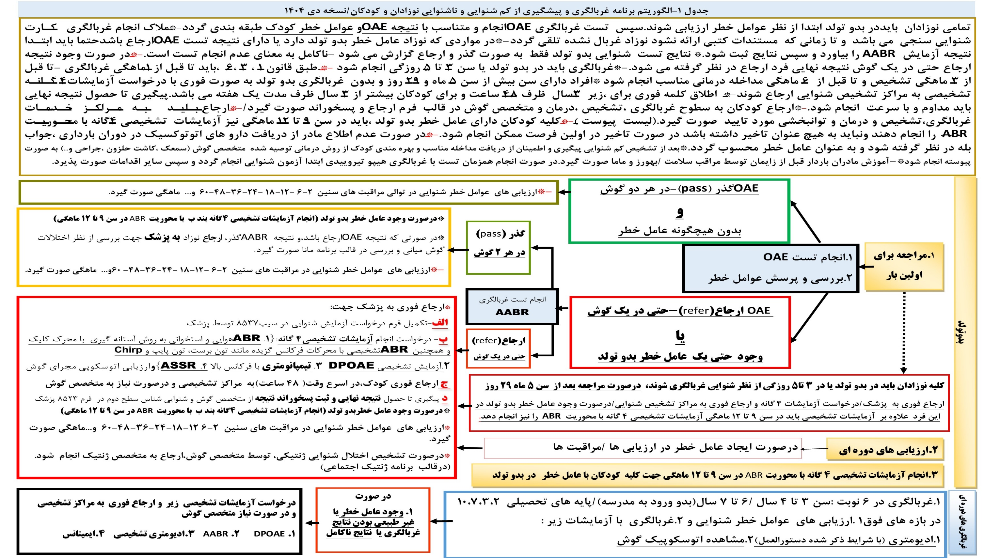 جدول ۱-الگوریتم برنامه غربالگری و پیشگیری از کم شنوایی و ناشنوایی نوزادان و کودکان/نسخه دی ۱۴۰۴
تمامی نوزادان بایددر بدو تولد ابتدا از نظر عوامل خطر ارزیابی شوند.سپس تست غربالگری OAEانجام و متناسب با نتیجه OAEو عوامل خطر کودک طبقه بندی گردد-*ملاک انجام غربالگری کارت
شنوایی سنجی می باشد و تا زمانی که مستندات کتبی ارائه نشود نوزاد غربال نشده تلقی گردد-*در مواردی که نوزاد عامل خطر بدو تولد دارد یا دارای نتیجه تست OAEارجاع باشدحتما باید ابتدا
نتیجه آزمایش AABR را بیاورد و سپس نتایج ثبت شود.* نتایج تست شنوایی بدو تولد فقط به صورت گذر و ارجاع گزارش می شود -ناکامل به معنای عدم انجام تست است.-*در صورت وجود نتیجه
ارجاع حتی در یک گوش نتیجه نهایی فرد ارجاع در نظر گرفته می شود.-*غربالگری باید در بدو تولد یا سن ۳ تا ۵ روزگی انجام شود -*.طبق قانون ۱، ۳،۶ ،باید تا قبل از ۱ماهگی غربالگری -تا قبل
از ۳ ماهگی تشخیص و تا قبل از ۶ ماهگی مداخله درمانی مناسب انجام شود *افراد دارای سن بیش از سن ۵ ماه و ۲۹ روز و بدون غربالگری بدو تولد به صورت فوری با درخواست آزمایشات ۴ گانه
تشخیصی به مراکز تشخیص شنوایی ارجاع شوند-* اطلاق کلمه فوری برای ،زیر ۳سال ظرف ۴۸ ساعت و برای کودکان بیشتر از ۳ سال ظرف مدت یک هفته می باشد.پیگیری تا حصول نتیجه نهایی
باید مداوم و با سرعت انجام شود.-*ارجاع کودکان به سطوح غربالگری ،تشخیص ،درمان و متخصص گوش در قالب فرم ارجاع و پسخوراند صورت گیرد/-*ارجاع باید به مراکز خدمات
غربالگری،تشخیص و درمان و توانبخشی مورد تایید صورت گیرد.(لیست پیوست )-*کلیه کودکان دارای عامل خطر بدو تولد ،باید در سن ۹ تا ۱۲ ماهگی نیز آزمایشات تشخیصی ۴گانه با محوریت
ABR را انجام دهند ونباید به هیچ عنوان تاخیر داشته باشد در صورت تاخیر در اولین فرصت ممکن انجام شود.-*در صورت عدم اطلاع مادر از دریافت دارو های اتوتوکسیک در دوران بارداری ،جواب
بله در نظر گرفته شود و به عنوان عامل خطر محسوب گردد.*بعد از تشخیص کم شنوایی پیگیری و اطمینان از دریافت مداخله مناسب و بهره مندی کودک از روش درمانی توصیه شده متخصص گوش (سمعک ،کاشت حلزون ،جراحی و..) به صورت
پیوسته انجام شود*-آموزش مادران باردار قبل از زایمان توسط مراقب سلامت /بهورز و ماما صورت گیرد.در صورت انجام همزمان تست با غربالگری هیپو تیروییدی ابتدا آزمون شنوایی انجام گردد و سپس سایر اقدامات صورت پذیرد.
بدوتولد
۱.مراجعه برای
اولین بار
۱.انجام تست OAE
۲.بررسی و پرسش عوامل خطر
OAEگذر (pass)-در هر دو گوش
و
بدون هیچگونه عامل خطر
-*ارزیابی های عوامل خطر شنوایی در توالی مراقبت های سنین ۲-۶ -۱۲-۱۸ -۲۴-۳۶-۴۸-۶۰ و... ماهگی صورت گیرد.
OAE ارجاع(refer)-حتی در یک گوش
یا
وجود حتی یک عامل خطر بدو تولد
انجام تست غربالگری
AABR
گذر (pass)
در هر ۲ گوش
*درصورت وجود عامل خطر بدو تولد (انجام آزمایشات تشخیصی ۴گانه بند ب با محوریت ABR در سن ۹ تا ۱۲ ماهگی)
*در صورتی که نتیجه OAEارجاع باشد،و نتیجه AABRگذر، ارجاع نوزاد به پزشک جهت بررسی از نظر اختلالات
گوش میانی و بررسی در قالب برنامه مانا صورت گیرد.
-*ارزیابی های عوامل خطر شنوایی در مراقبت های سنین ۲-۶ -۱۲-۱۸ -۲۴-۳۶-۴۸ -۶۰و... ماهگی صورت گیرد.
ارجاع(refer)
حتی در یک گوش
*ارجاع فوری به پزشک جهت:
الف-تکمیل فرم درخواست آزمایش شنوایی در سیب۸۵۳۷ توسط پزشک
ب- درخواست انجام آزمایشات تشخیصی ۴ گانه: {۱. ABRهوایی و استخوانی به روش آستانه گیری با محرک کلیک
و همچنین ABRتشخیصی با محرکات فرکانس گزیده مانند تون برست، تون پایپ و Chirp
۲.آزمایش تشخیصی DPOAE ۳. تیمپانومتری با فرکانس بالا ۴. ASSR}وارزیابی اتوسکوپی مجرای گوش
ج ارجاع فوری کودک،در اسرع وقت( ۴۸ ساعت)به مراکز تشخیصی و درصورت نیاز به متخصص گوش
د پیگیری تا حصول نتیجه نهایی و ثبت پسخوراند نتیجه از متخصص گوش و شنوایی شناس سطح دوم در فرم ۸۵۲۳ پزشک
*درصورت وجود عامل خطربدو تولد (انجام آزمایشات تشخیصی ۴گانه بند ب با محوریت ABR در سن ۹ تا ۱۲ ماهگی)
*ارزیابی های عوامل خطر شنوایی در مراقبت های سنین ۲-۶ ۱۲-۱۸-۲۴-۳۶-۴۸-۶۰ و...ماهگی صورت
گیرد.
*درصورت تشخیص اختلال شنوایی ژنتیکی، توسط متخصص گوش،ارجاع به متخصص ژنتیک انجام شود.
(درقالب برنامه ژنتیک اجتماعی)
کلیه نوزادان باید در بدو تولد یا در ۳ تا۵ روزگی از نظر شنوایی غربالگری شوند، درصورت مراجعه بعد از سن ۵ ماه ۲۹ روز
ارجاع فوری به پزشک/درخواست آزمایشات ۴ گانه و ارجاع فوری به مراکز تشخیص شنوایی/درصورت وجود عامل خطر بدو تولد در
این فرد علاوه بر آزمایشات تشخیصی باید در سن ۹ تا ۱۲ ماهگی آزمایشات تشخیصی ۴ گانه با محوریت ABR را نیز انجام دهد.
۲.ارزیابی های دوره ای
درصورت ایجاد عامل خطر در ارزیابی ها /مراقبت ها
۳.انجام آزمایشات تشخیصی ۴ گانه با محوریت ABR در سن ۹ تا ۱۲ ماهگی جهت کلیه کودکان با عامل خطر در بدو تولد
غربالگری های دوره ای
۱.غربالگری در ۶ نوبت :سن ۳ تا ۴ سال /۶ تا ۷ سال(بدو ورود به مدرسه)/پایه های تحصیلی ۱۰،۷،۳،۲
در بازه های فوق۱ .ارزیابی های عوامل خطر شنوایی و ۲.غربالگری با آزمایشات زیر :
۱.ادیومتری (با شرایط ذکر شده دستورالعمل)۲.مشاهده اتوسکوپیک گوش
در صورت
۱. وجود عامل خطر یا
غیر طبیعی بودن نتایج
غربالگری یا نتایج ناکامل
درخواست آزمایشات تشخیصی زیر و ارجاع فوری به مراکز تشخیصی
و در صورت نیاز متخصص گوش
۱. DPOAE ۲. AABR ۳.ادیومتری تشخیصی ۴.ایمیتانس